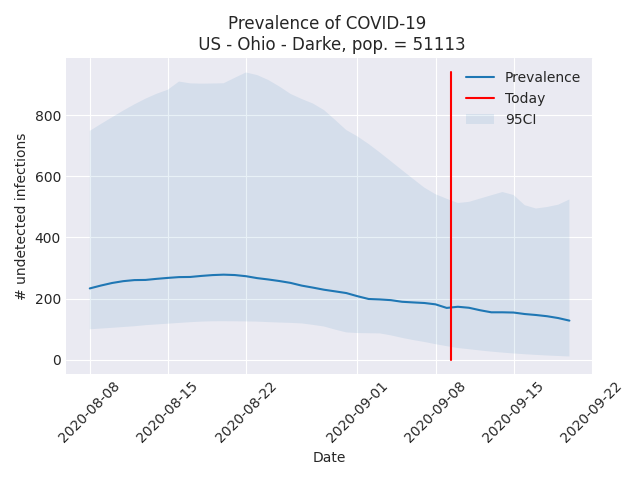 Prevalence of COVID-19
US - Ohio - Darke, pop. = 51113
Prevalence
Today
95CI
# undetected infections
800
600
400
200
0
2020-08-08
2020-08-15
2020-08-22
2020-09-01
2020-09-08
2020-09-15
2020-09-22
Date